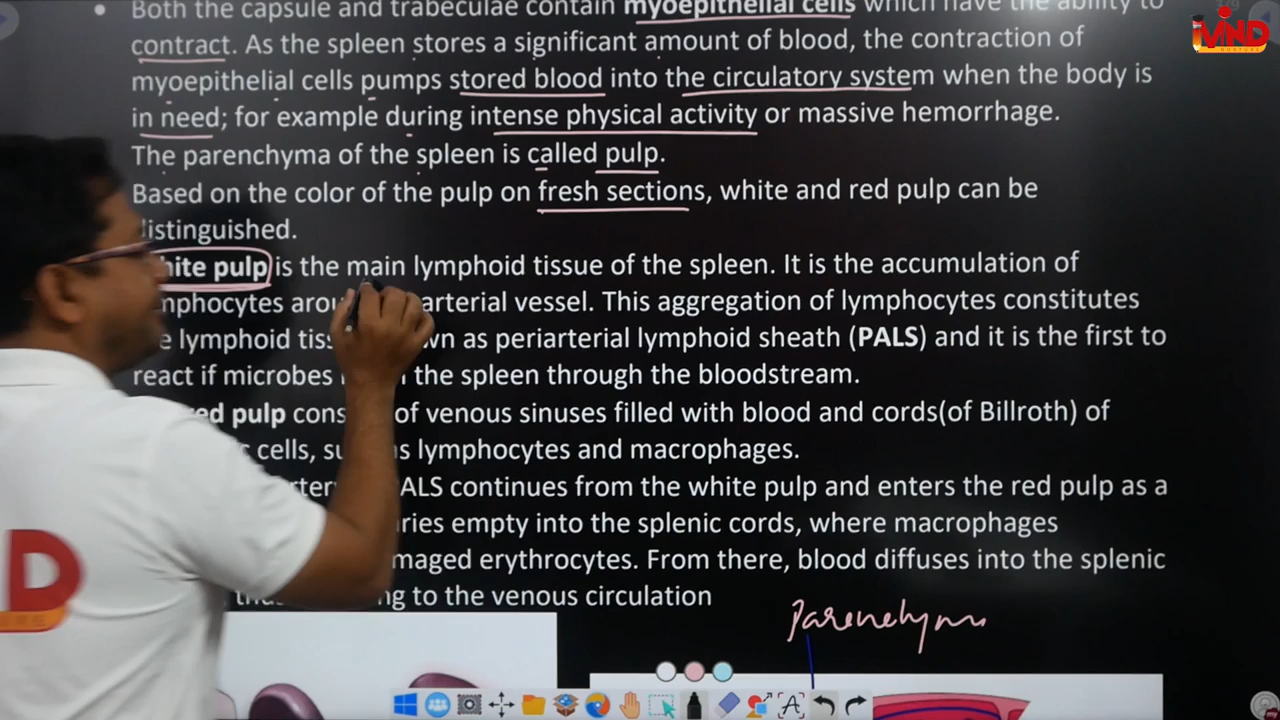 Both the capsule and trabeculae contain myoepithelial cells which have the ability to
contract. As the spleen stores a significant amount of blood, the contraction of
myoepithelial cells pumps stored blood into the circulatory system when the body is
in need; for example during intense physical activity or massive hemorrhage.
The parenchyma of the spleen is called pulp.
Based on the color of the pulp on fresh sections, white and red pulp can be
distinguished.
hite pulp is the main lymphoid tissue of the spleen. It is the accumulation of
mphocytes arou arterial vessel. This aggregation of lymphocytes constitutes
lymphoid tiss wn as periarterial lymphoid sheath (PALS) and it is the first to
react if microbes the spleen through the bloodstream.
ed pulp cons of venous sinuses filled with blood and cords(of Billroth) of
cells, su s lymphocytes and macrophages.
ALS continues from the white pulp and enters the red pulp as a
ries empty into the splenic cords, where macrophages
maged erythrocytes. From there, blood diffuses into the splenic
ng to the venous circulation
Parenchym
MIND